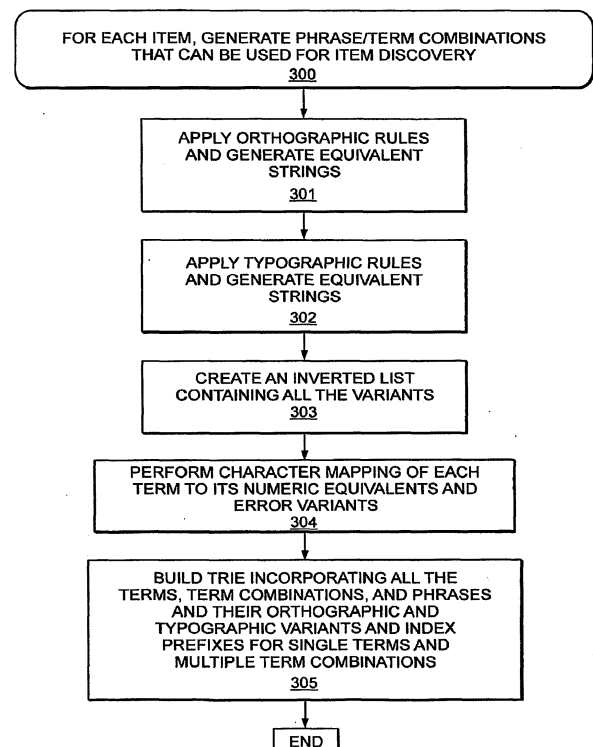 FOR EACH ITEM, GENERATE PHRASE/TERM COMBINATIONS
THAT CAN BE USED FOR ITEM DISCOVERY
300
APPLY ORTHOGRAPHIC RULES
AND GENERATE EQUIVALENT
STRINGS
301
APPLY TYPOGRAPHIC RULES
AND GENERATE EQUIVALENT
STRINGS
302
CREATE AN INVERTED LIST
CONTAINING ALL THE VARIANTS
303
PERFORM CHARACTER MAPPING OF EACH
TERM TO ITS NUMERIC EQUIVALENTS AND
ERROR VARIANTS
304
BUILD TRIE INCORPORATING ALL THE
TERMS, TERM COMBINATIONS, AND PHRASES
AND THEIR ORTHOGRAPHIC AND
TYPOGRAPHIC VARIANTS AND INDEX
PREFIXES FOR SINGLE TERMS AND
MULTIPLE TERM COMBINATIONS
305
END